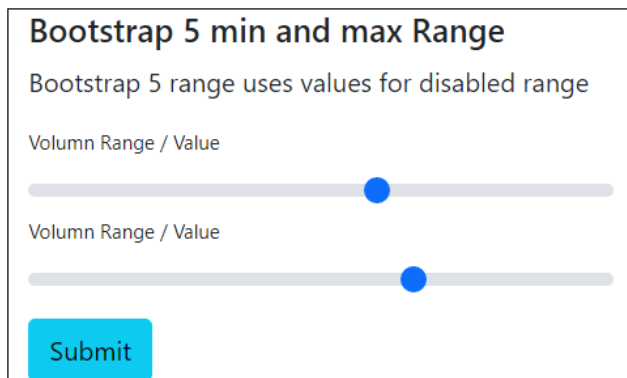 Bootstrap 5 min and max Range
Bootstrap 5 range uses values for disabled range
Volumn Range / Value
Volumn Range / Value
Submit